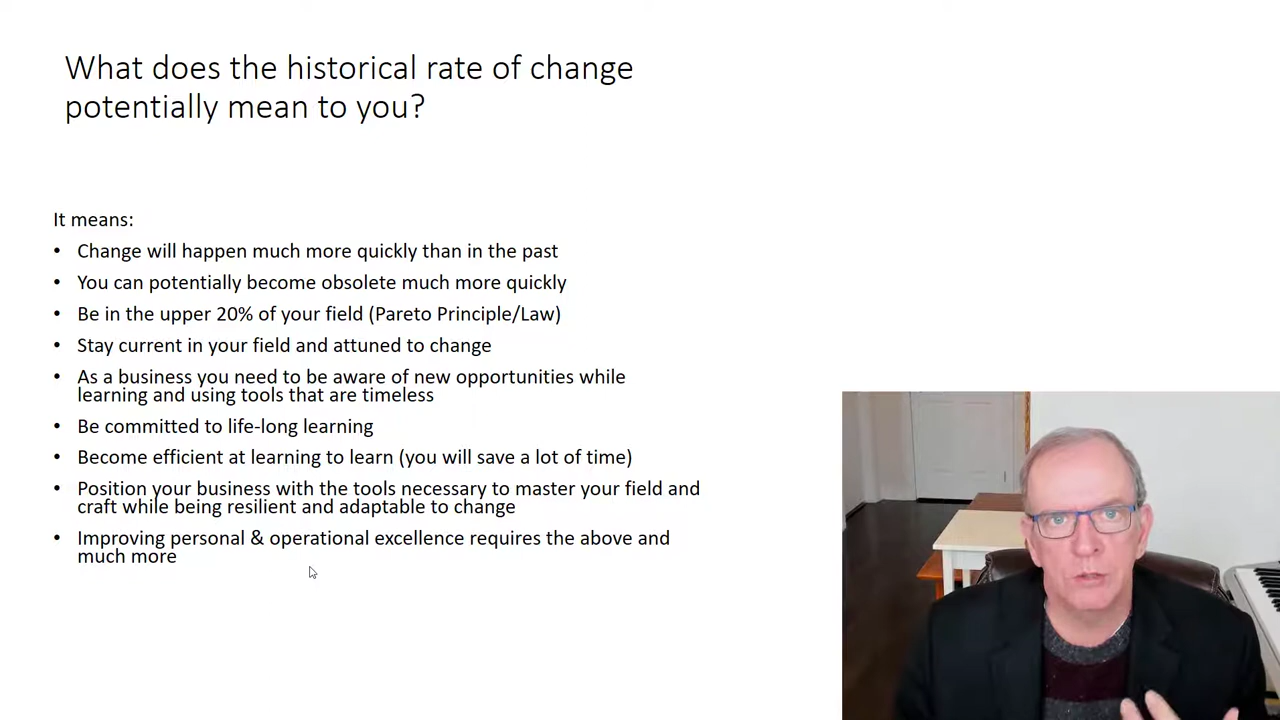 What does the historical rate of change
potentially mean to you?
It means:
• Change will happen much more quickly than in the past
• You can potentially become obsolete much more quickly
• Be in the upper 20% of your field (Pareto Principle/Law)
• Stay current in your field and attuned to change
• As a business you need to be aware of new opportunities while
learning and using tools that are timeless
• Be committed to life-long learning
• Become efficient at learning to learn (you will save a lot of time)
• Position your business with the tools necessary to master your field and
craft while being resilient and adaptable to change
• Improving personal & operational excellence requires the above and
much more